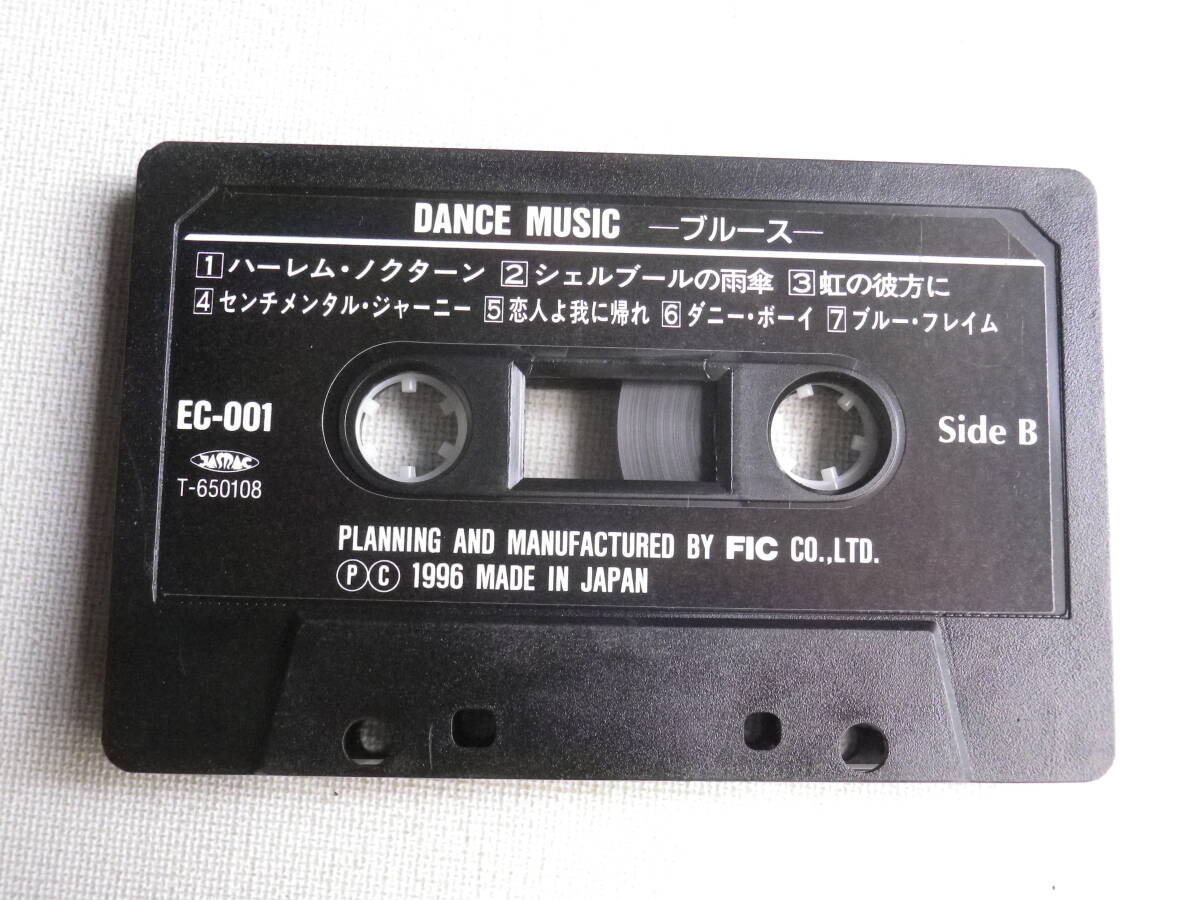 DANCE MUSIC —ブルース—
1 ハーレム・ノクターン 2 シェルブールの雨傘 3 虹の彼方に
4 センチメンタル・ジャーニー 5 恋人よ我に帰れ 6 ダニー・ボーイ 7 ブルー・フレイム
EC-001
Side B
JASRAC
T-650108
PLANNING AND MANUFACTURED BY FIC CO.,LTD.
Ⓟ Ⓒ 1996 MADE IN JAPAN